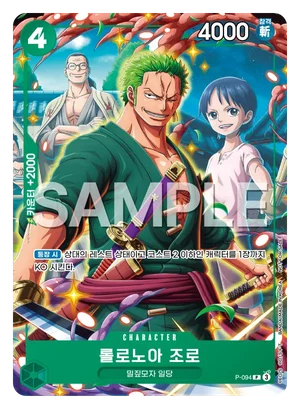 4
4000
참격
斬
카운터 +2000
SAMPLE
등장 시 상대의 레스트 상태이고 코스트 2 이하인 캐릭터를 1장까지
KO 시킨다.
CHARACTER
롤로노아 조로
밀짚모자 일당
P-094 P 3